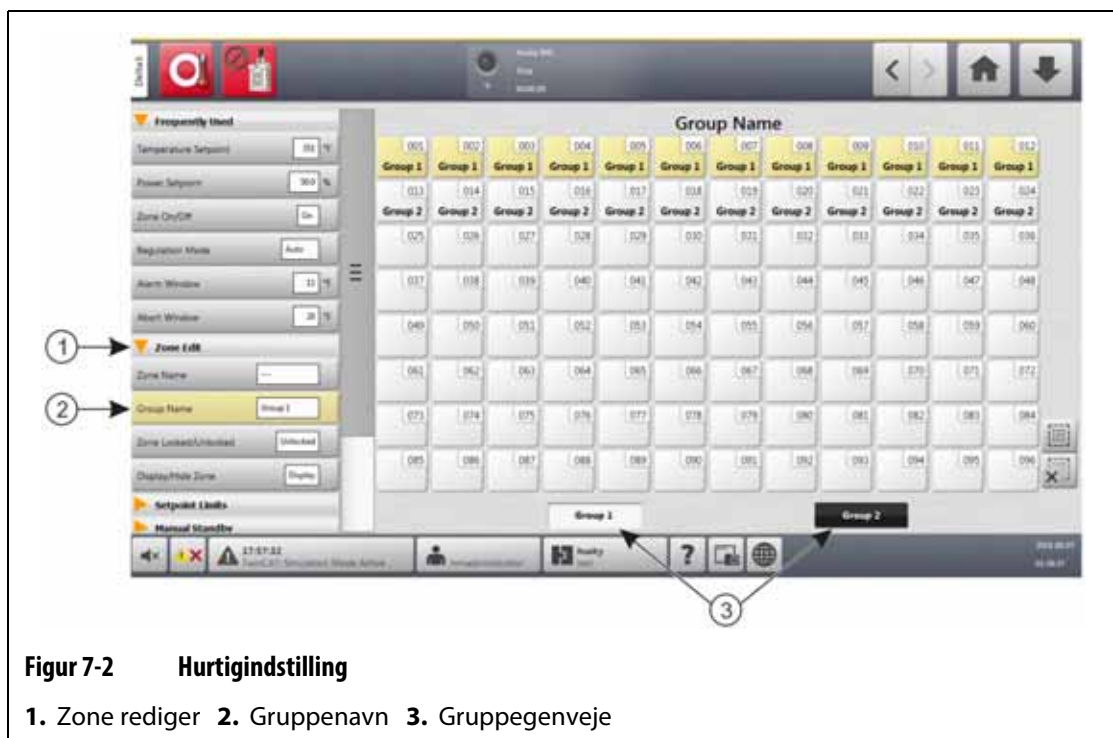 Delta3
Frequently Used
Temperature Setpoint °F
Power Setpoint %
Zone On/Off On
Regulation Mode Auto
Alarm Window °F
Abort Window °F
Zone Edit
Zone Name ---
Group Name Group 1
Zone Locked/Unlocked Unlocked
Display/Hide Zone Display
Setpoint Limits
Manual Standby
Group Name
001 002 003 004 005 006 007 008 009 010 011 012
Group 1 Group 1 Group 1 Group 1 Group 1 Group 1 Group 1 Group 1 Group 1 Group 1 Group 1 Group 1
013 014 015 016 017 018 019 020 021 022 023 024
Group 2 Group 2 Group 2 Group 2 Group 2 Group 2 Group 2 Group 2 Group 2 Group 2 Group 2 Group 2
025 026 027 028 029 030 031 032 033 034 035 036
037 038 039 040 041 042 043 044 045 046 047 048
049 050 051 052 053 054 055 056 057 058 059 060
061 062 063 064 065 066 067 068 069 070 071 072
073 074 075 076 077 078 079 080 081 082 083 084
085 086 087 088 089 090 091 092 093 094 095 096
Group 1 Group 2
17:57:32
TwinCAT Simulation Mode Active
Husky
?
1
2
3
Figur 7-2 Hurtigindstilling
1. Zone rediger 2. Gruppenavn 3. Gruppegenveje